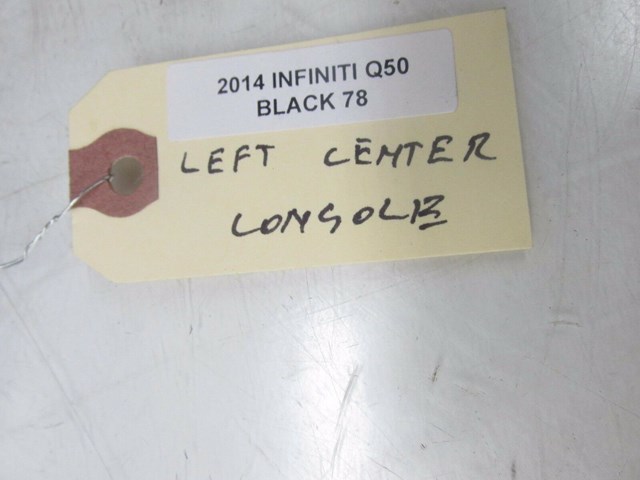 2014 INFINITI Q50
BLACK 78
LEFT CENTER
CONSOLE